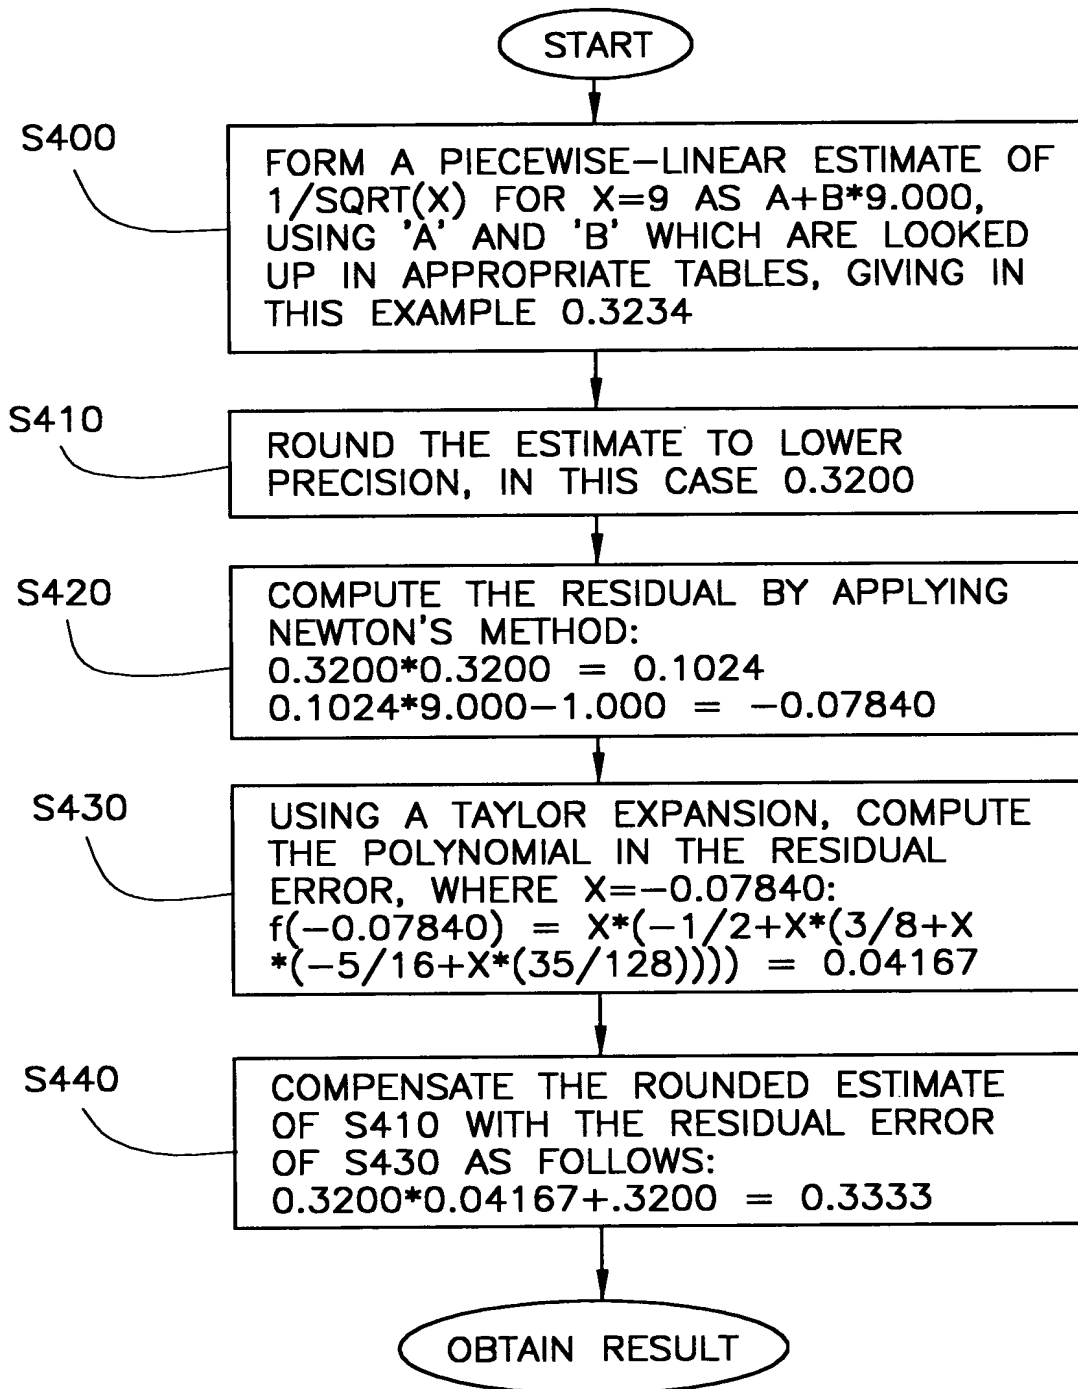 START
S400
FORM A PIECEWISE-LINEAR ESTIMATE OF
1/SQRT(X) FOR X=9 AS A+B*9.000,
USING 'A' AND 'B' WHICH ARE LOOKED
UP IN APPROPRIATE TABLES, GIVING IN
THIS EXAMPLE 0.3234
S410
ROUND THE ESTIMATE TO LOWER
PRECISION, IN THIS CASE 0.3200
S420
COMPUTE THE RESIDUAL BY APPLYING
NEWTON'S METHOD:
0.3200*0.3200 = 0.1024
0.1024*9.000-1.000 = -0.07840
S430
USING A TAYLOR EXPANSION, COMPUTE
THE POLYNOMIAL IN THE RESIDUAL
ERROR, WHERE X=-0.07840:
f(-0.07840) = X*(-1/2+X*(3/8+X
*(-5/16+X*(35/128)))) = 0.04167
S440
COMPENSATE THE ROUNDED ESTIMATE
OF S410 WITH THE RESIDUAL ERROR
OF S430 AS FOLLOWS:
0.3200*0.04167+.3200 = 0.3333
OBTAIN RESULT